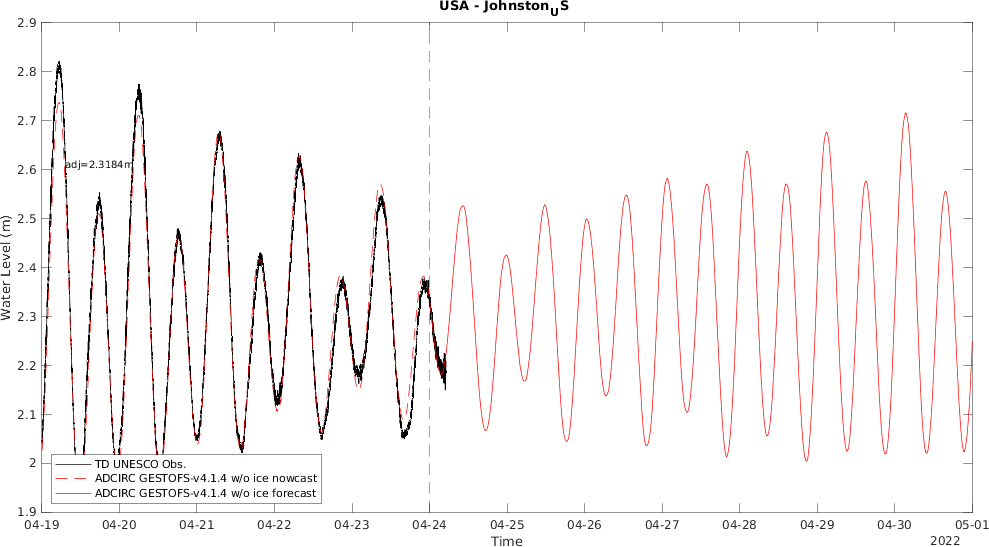 USA - Johnston_US
2.9
2.8
2.7
2.6
2.5
2.4
2.3
2.2
2.1
2
1.9
Water Level (m)
adj=2.3184m
TD UNESCO Obs.
ADCIRC GESTOFS-v4.1.4 w/o ice nowcast
ADCIRC GESTOFS-v4.1.4 w/o ice forecast
04-19 04-20 04-21 04-22 04-23 04-24 04-25 04-26 04-27 04-28 04-29 04-30 05-01
Time
2022